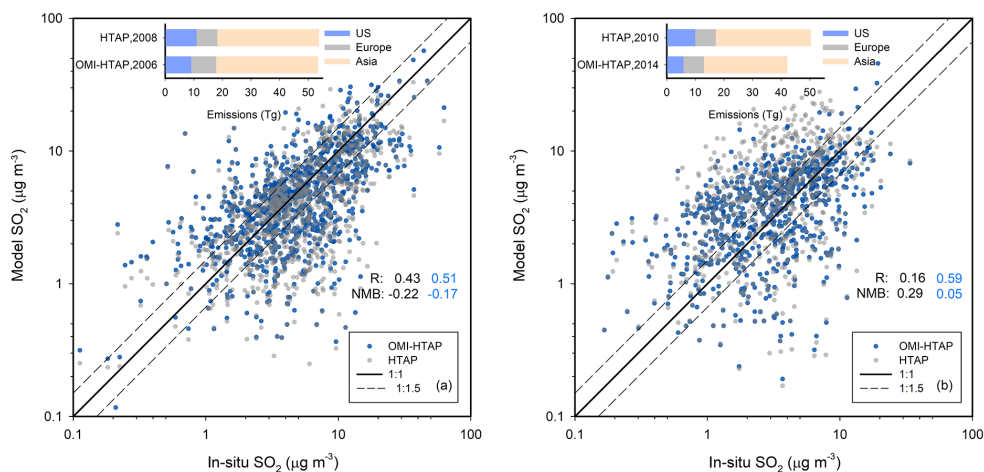 100
HTAP,2008
OMI-HTAP,2006
US
Europe
Asia
0 10 20 30 40 50
Emissions (Tg)
10
1
0.1
Model SO2 (µg m-3)
R: 0.43 0.51
NMB: -0.22 -0.17
OMI-HTAP
HTAP
1:1
1:1.5
(a)
0.1 1 10 100
In-situ SO2 (µg m-3)
100
HTAP,2010
OMI-HTAP,2014
US
Europe
Asia
0 10 20 30 40 50
Emissions (Tg)
10
1
0.1
Model SO2 (µg m-3)
R: 0.16 0.59
NMB: 0.29 0.05
OMI-HTAP
HTAP
1:1
1:1.5
(b)
0.1 1 10 100
In-situ SO2 (µg m-3)